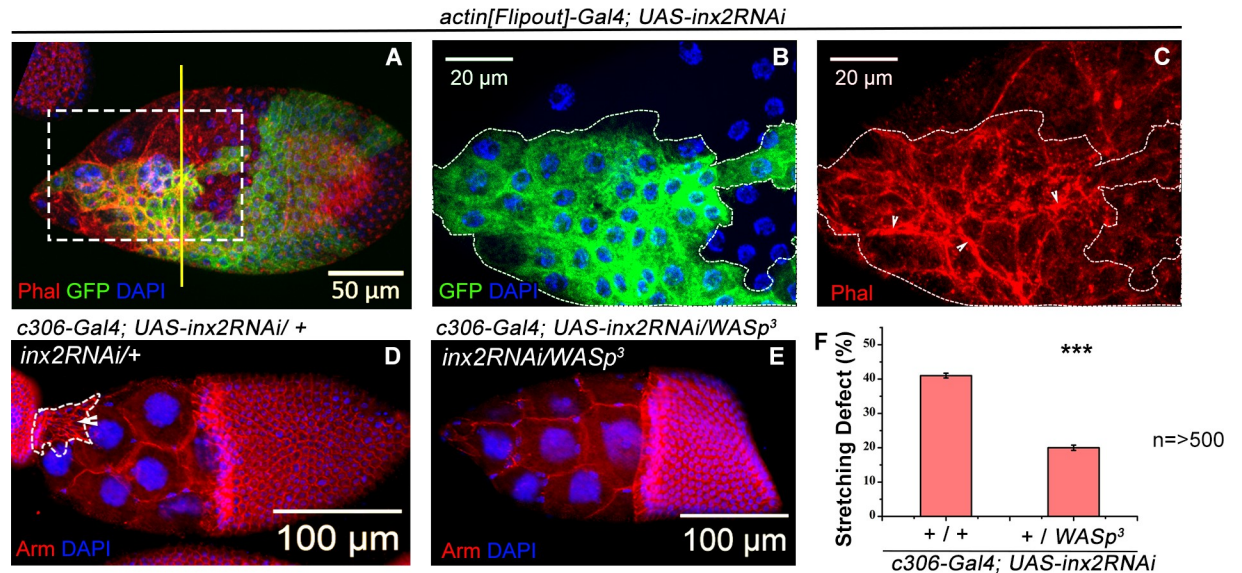 actin[Flipout]-Gal4; UAS-inx2RNAi
A
Phal GFP DAPI
50 µm
B
20 µm
GFP DAPI
C
20 µm
Phal
c306-Gal4; UAS-inx2RNAi/ +
inx2RNAi/+
D
Arm DAPI
100 µm
c306-Gal4; UAS-inx2RNAi/WASp³
inx2RNAi/WASp³
E
Arm DAPI
100 µm
F
Stretching Defect (%)
50
40
30
20
10
0
***
n=>500
+ / +
+ / WASp³
c306-Gal4; UAS-inx2RNAi